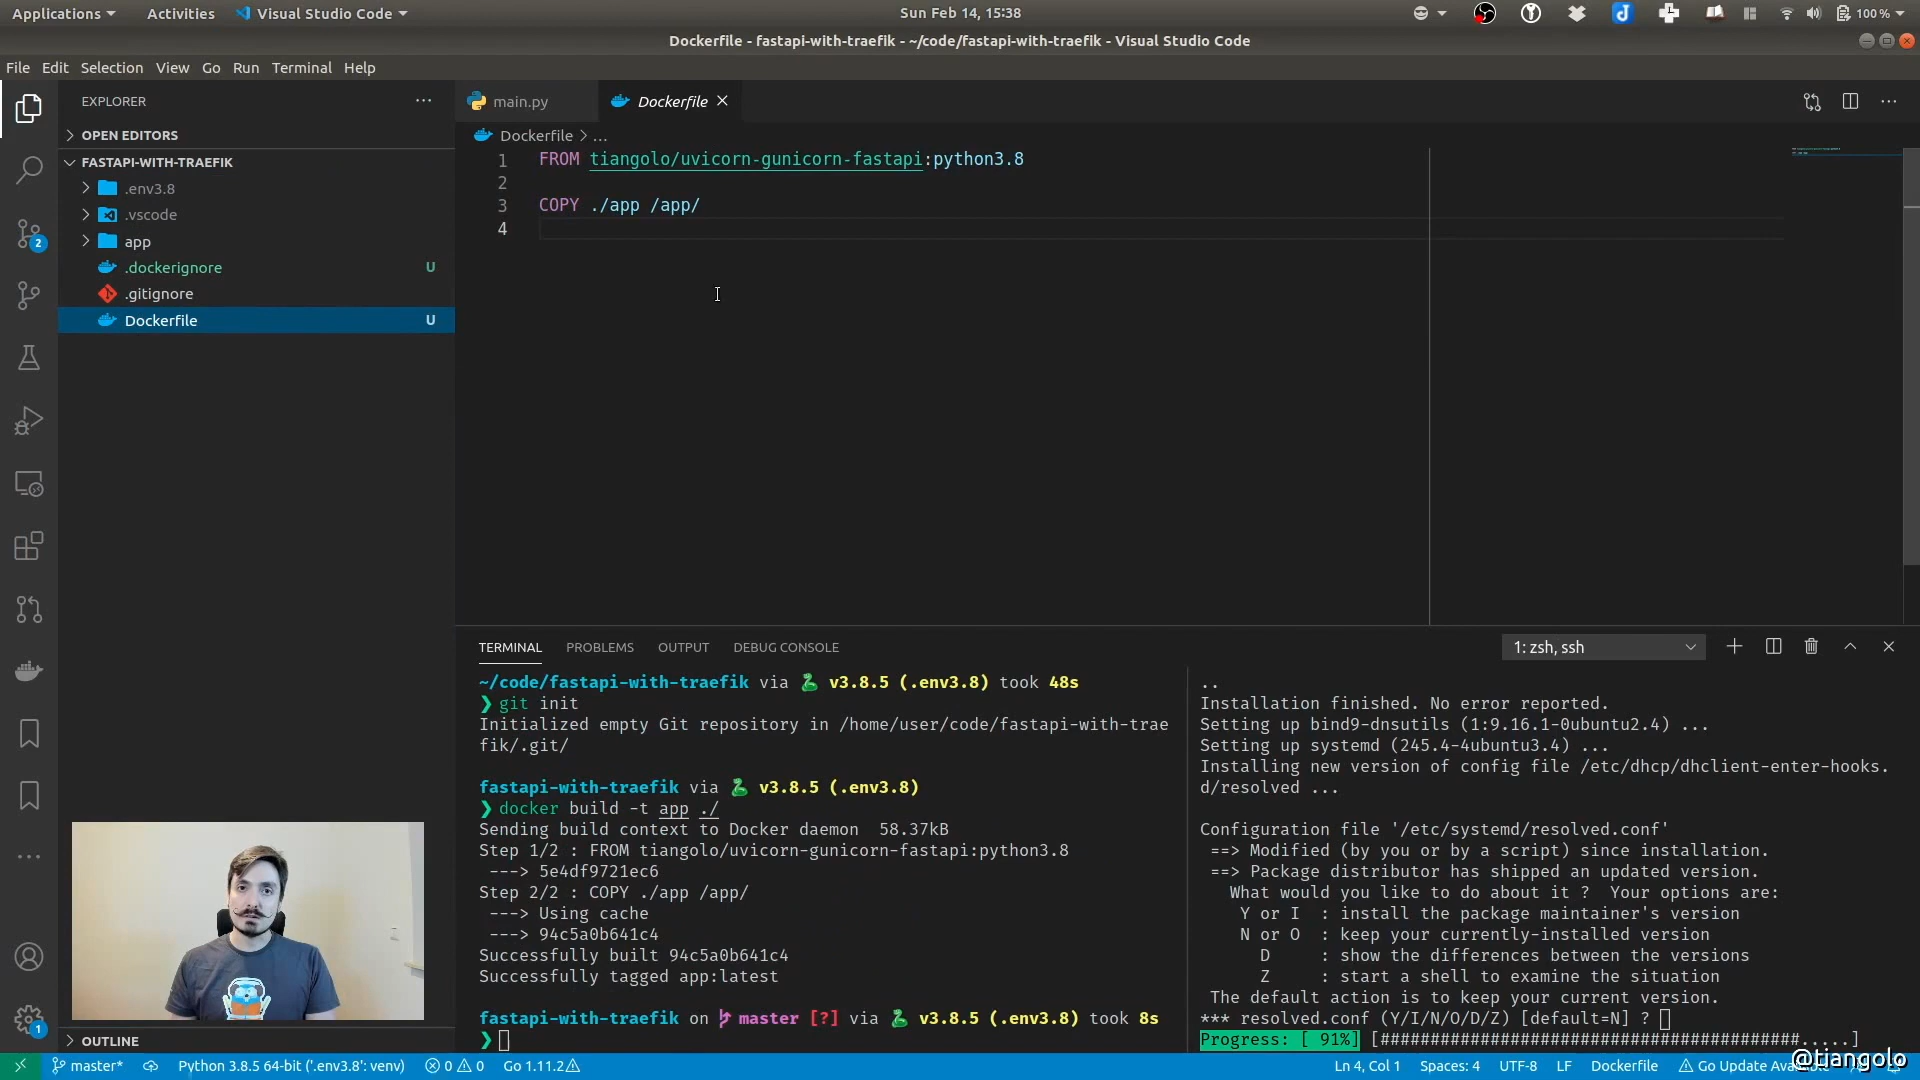 Applications Activities Visual Studio Code Sun Feb 14, 15:38 100 %
Dockerfile - fastapi-with-traefik - ~/code/fastapi-with-traefik - Visual Studio Code
File Edit Selection View Go Run Terminal Help
EXPLORER
OPEN EDITORS
FASTAPI-WITH-TRAEFIK
.env3.8
.vscode
app
.dockerignore U
.gitignore
Dockerfile U
OUTLINE
2
1
main.py Dockerfile
Dockerfile > ...
1 FROM tiangolo/uvicorn-gunicorn-fastapi:python3.8
2
3 COPY ./app /app/
4
TERMINAL PROBLEMS OUTPUT DEBUG CONSOLE 1: zsh, ssh
~/code/fastapi-with-traefik via v3.8.5 (.env3.8) took 48s
❯ git init
Initialized empty Git repository in /home/user/code/fastapi-with-trae
fik/.git/
fastapi-with-traefik via v3.8.5 (.env3.8)
❯ docker build -t app ./
Sending build context to Docker daemon  58.37kB
Step 1/2 : FROM tiangolo/uvicorn-gunicorn-fastapi:python3.8
---> 5e4df9721ec6
Step 2/2 : COPY ./app /app/
---> Using cache
---> 94c5a0b641c4
Successfully built 94c5a0b641c4
Successfully tagged app:latest
fastapi-with-traefik on master [?] via v3.8.5 (.env3.8) took 8s
❯
..
Installation finished. No error reported.
Setting up bind9-dnsutils (1:9.16.1-0ubuntu2.4) ...
Setting up systemd (245.4-4ubuntu3.4) ...
Installing new version of config file /etc/dhcp/dhclient-enter-hooks.
d/resolved ...
Configuration file '/etc/systemd/resolved.conf'
==> Modified (by you or by a script) since installation.
==> Package distributor has shipped an updated version.
What would you like to do about it ?  Your options are:
Y or I  : install the package maintainer's version
N or O  : keep your currently-installed version
D     : show the differences between the versions
Z     : start a shell to examine the situation
The default action is to keep your current version.
*** resolved.conf (Y/I/N/O/D/Z) [default=N] ?
Progress: [ 91%] [##########################################.....]
master* Python 3.8.5 64-bit ('.env3.8': venv) 0 0 Go 1.11.2 Ln 4, Col 1 Spaces: 4 UTF-8 LF Dockerfile Go Update
@tiangolo